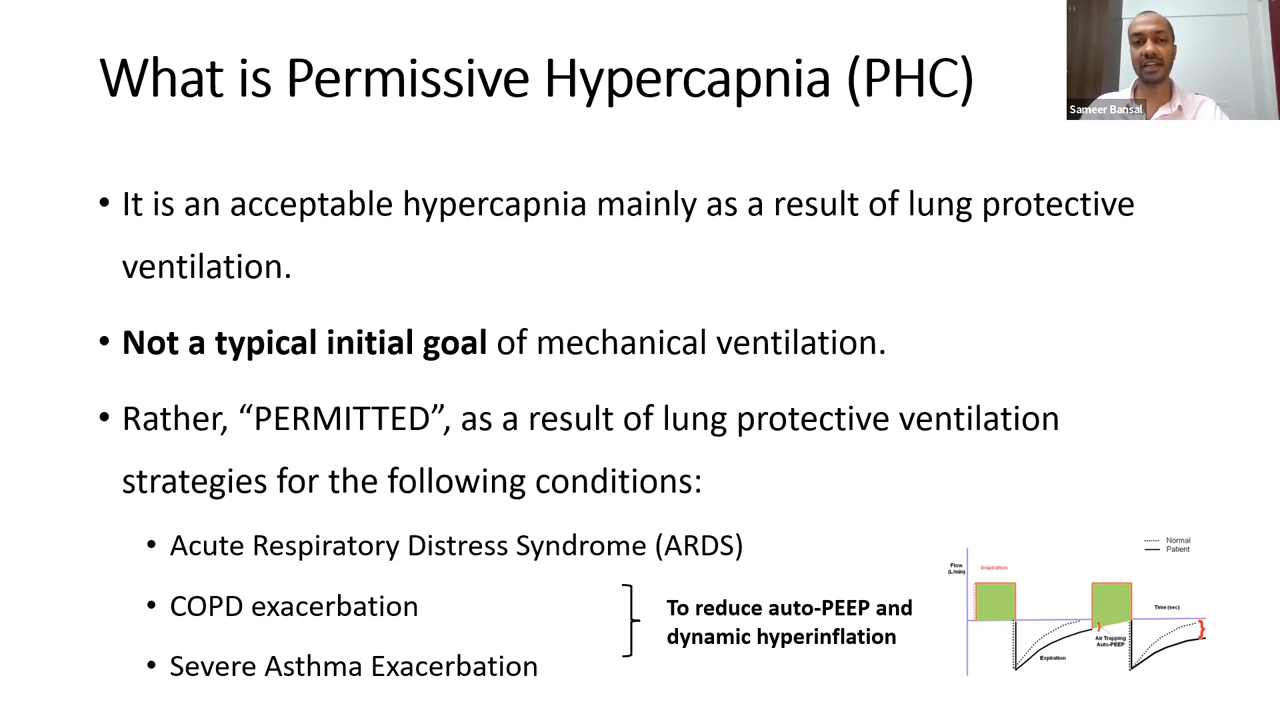 What is Permissive Hypercapnia (PHC)
Sameer Bansal
• It is an acceptable hypercapnia mainly as a result of lung protective
ventilation.
• Not a typical initial goal of mechanical ventilation.
• Rather, “PERMITTED”, as a result of lung protective ventilation
strategies for the following conditions:
• Acute Respiratory Distress Syndrome (ARDS)
• COPD exacerbation
• Severe Asthma Exacerbation
To reduce auto-PEEP and
dynamic hyperinflation
Normal
Patient
Flow
(L/min)
Inspiration
Time (sec)
Air Trapping
Auto-PEEP
Expiration